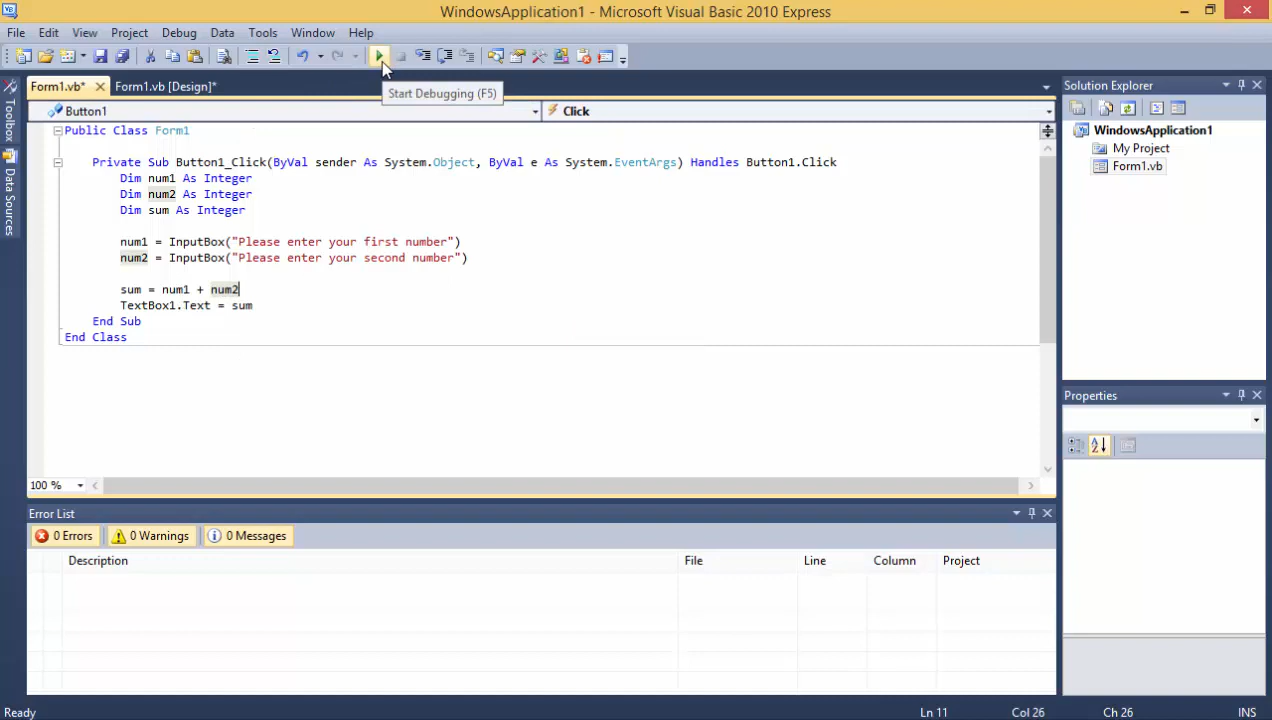 WindowsApplication1 - Microsoft Visual Basic 2010 Express
File Edit View Project Debug Data Tools Window Help
Form1.vb* Form1.vb [Design]*
Start Debugging (F5)
Button1 Click
Public Class Form1
Private Sub Button1_Click(ByVal sender As System.Object, ByVal e As System.EventArgs) Handles Button1.Click
Dim num1 As Integer
Dim num2 As Integer
Dim sum As Integer
num1 = InputBox("Please enter your first number")
num2 = InputBox("Please enter your second number")
sum = num1 + num2
TextBox1.Text = sum
End Sub
End Class
100 %
Toolbox
Data Sources
Solution Explorer
WindowsApplication1
My Project
Form1.vb
Properties
Error List
0 Errors 0 Warnings 0 Messages
Description File Line Column Project
Ready Ln 11 Col 26 Ch 26 INS